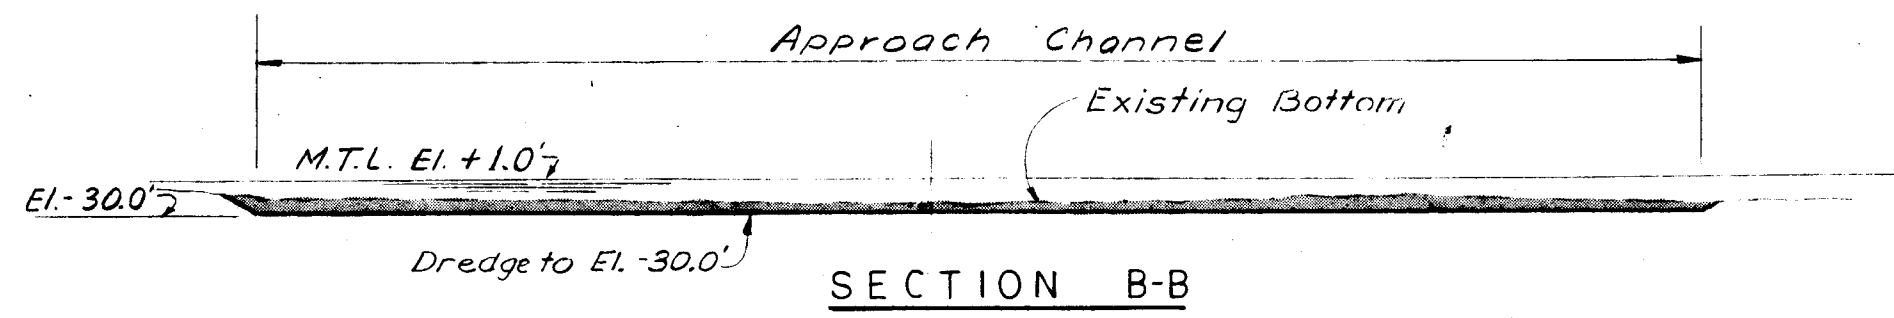 Approach Channel
Existing Bottom
M.T.L. El. + 1.0'
El. - 30.0'
Dredge to El. -30.0'
SECTION B-B